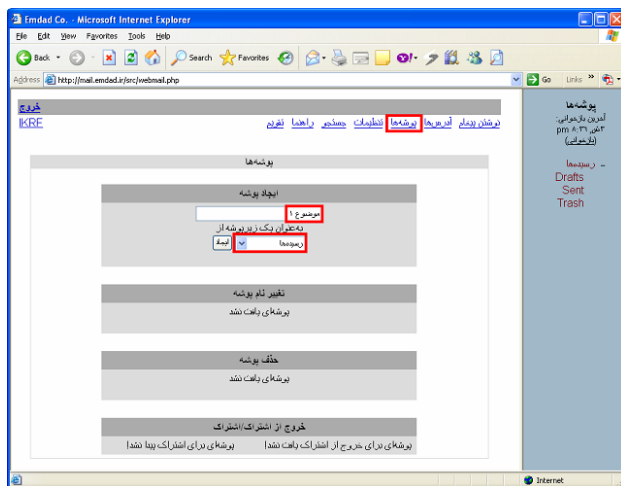 Emdad Co. - Microsoft Internet Explorer
File Edit View Favorites Tools Help
Back Search Favorites
Address http://mail.emdad.ir/src/webmail.php Go Links
پوشه‌ها
آخرین بازخوانی:
(بازخوانی)
- رسیده‌ها
Drafts
Sent
Trash
خروج
نوشتن پیغام آدرس‌ها پوشه‌ها تنظیمات جستجو راهنما تقویم
IKRF
پوشه‌ها
ایجاد پوشه
موضوع ۱
به‌عنوان یک زیرپوشه از
رسیده‌ها ایجاد
تغییر نام پوشه
پوشه‌ای یافت نشد
حذف پوشه
پوشه‌ای یافت نشد
خروج از اشتراک/اشتراک
پوشه‌ای برای خروج از اشتراک یافت نشد! پوشه‌ای برای اشتراک پیدا نشد!
Internet